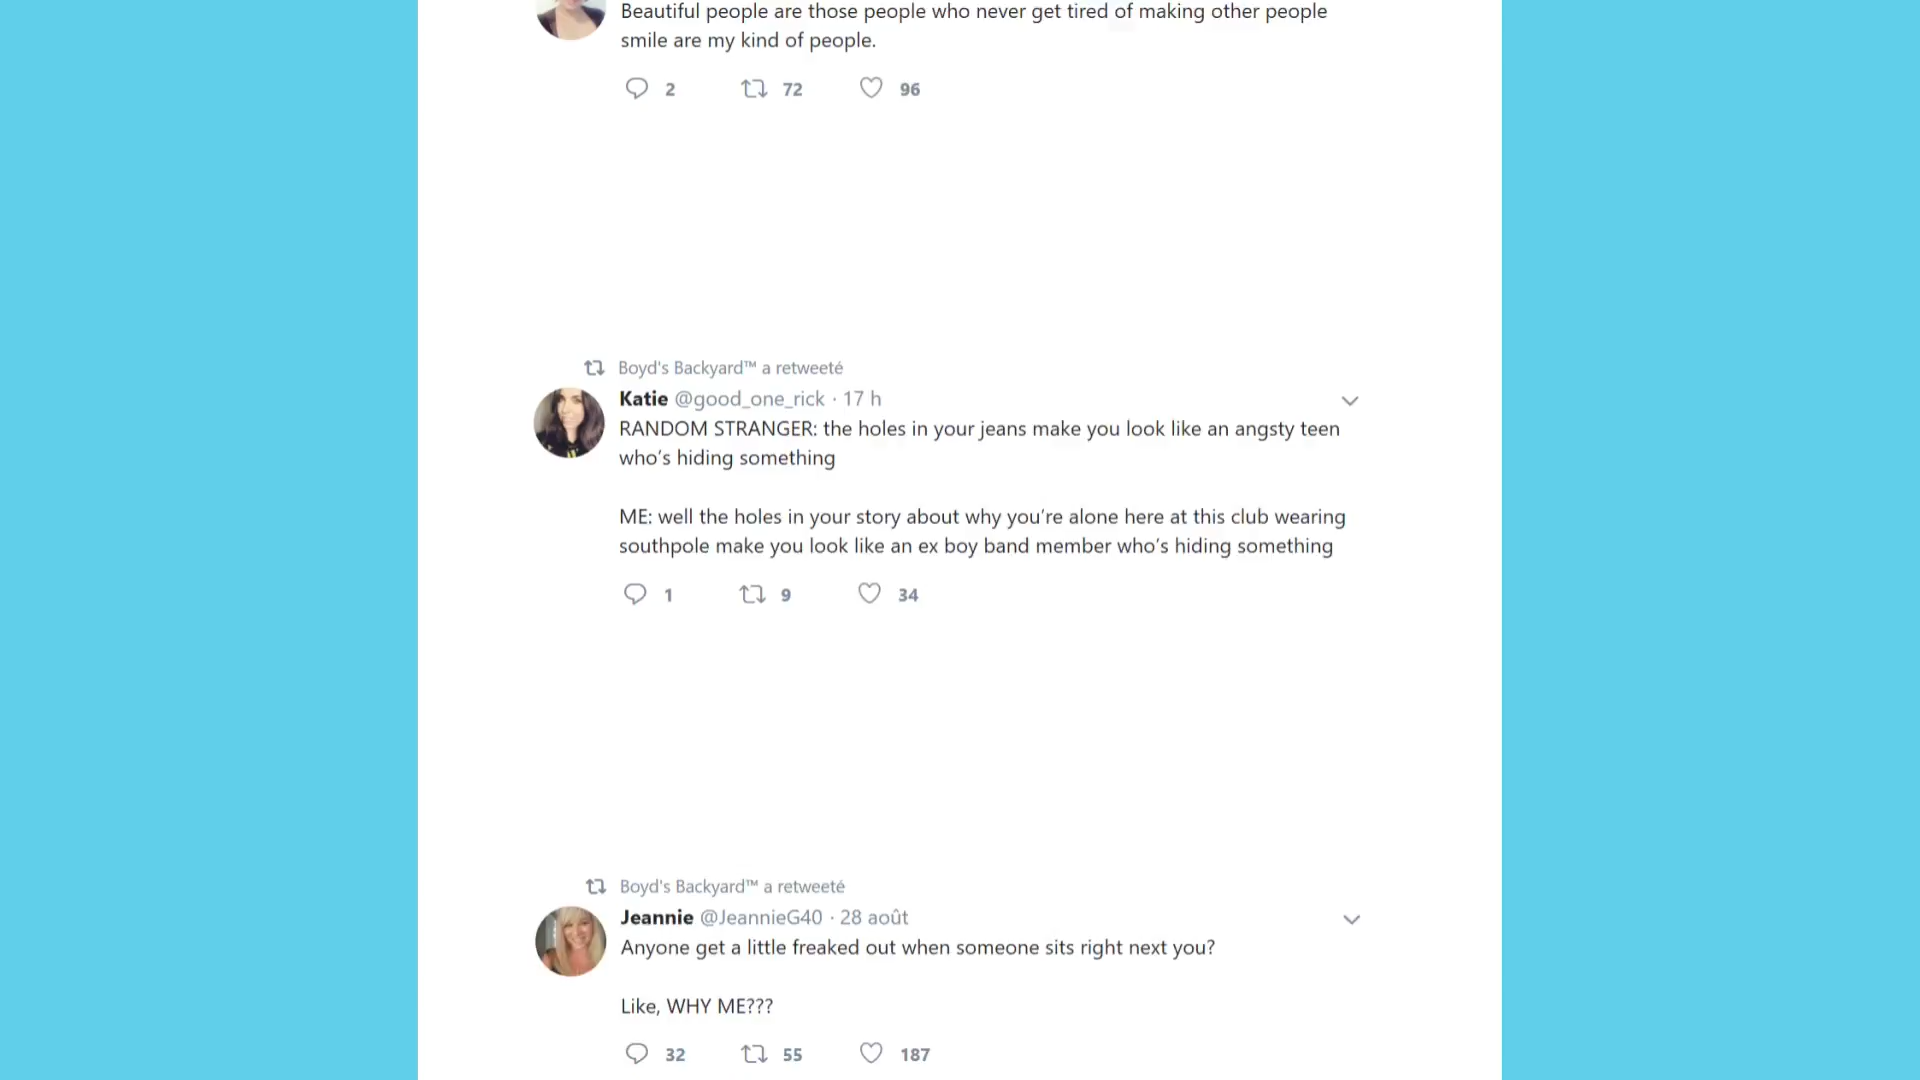 Beautiful people are those people who never get tired of making other people
smile are my kind of people.
2 72 96
Boyd's Backyard™ a retweeté
Katie @good_one_rick · 17 h
RANDOM STRANGER: the holes in your jeans make you look like an angsty teen
who’s hiding something
ME: well the holes in your story about why you’re alone here at this club wearing
southpole make you look like an ex boy band member who’s hiding something
1 9 34
Boyd's Backyard™ a retweeté
Jeannie @JeannieG40 · 28 août
Anyone get a little freaked out when someone sits right next you?
Like, WHY ME???
32 55 187